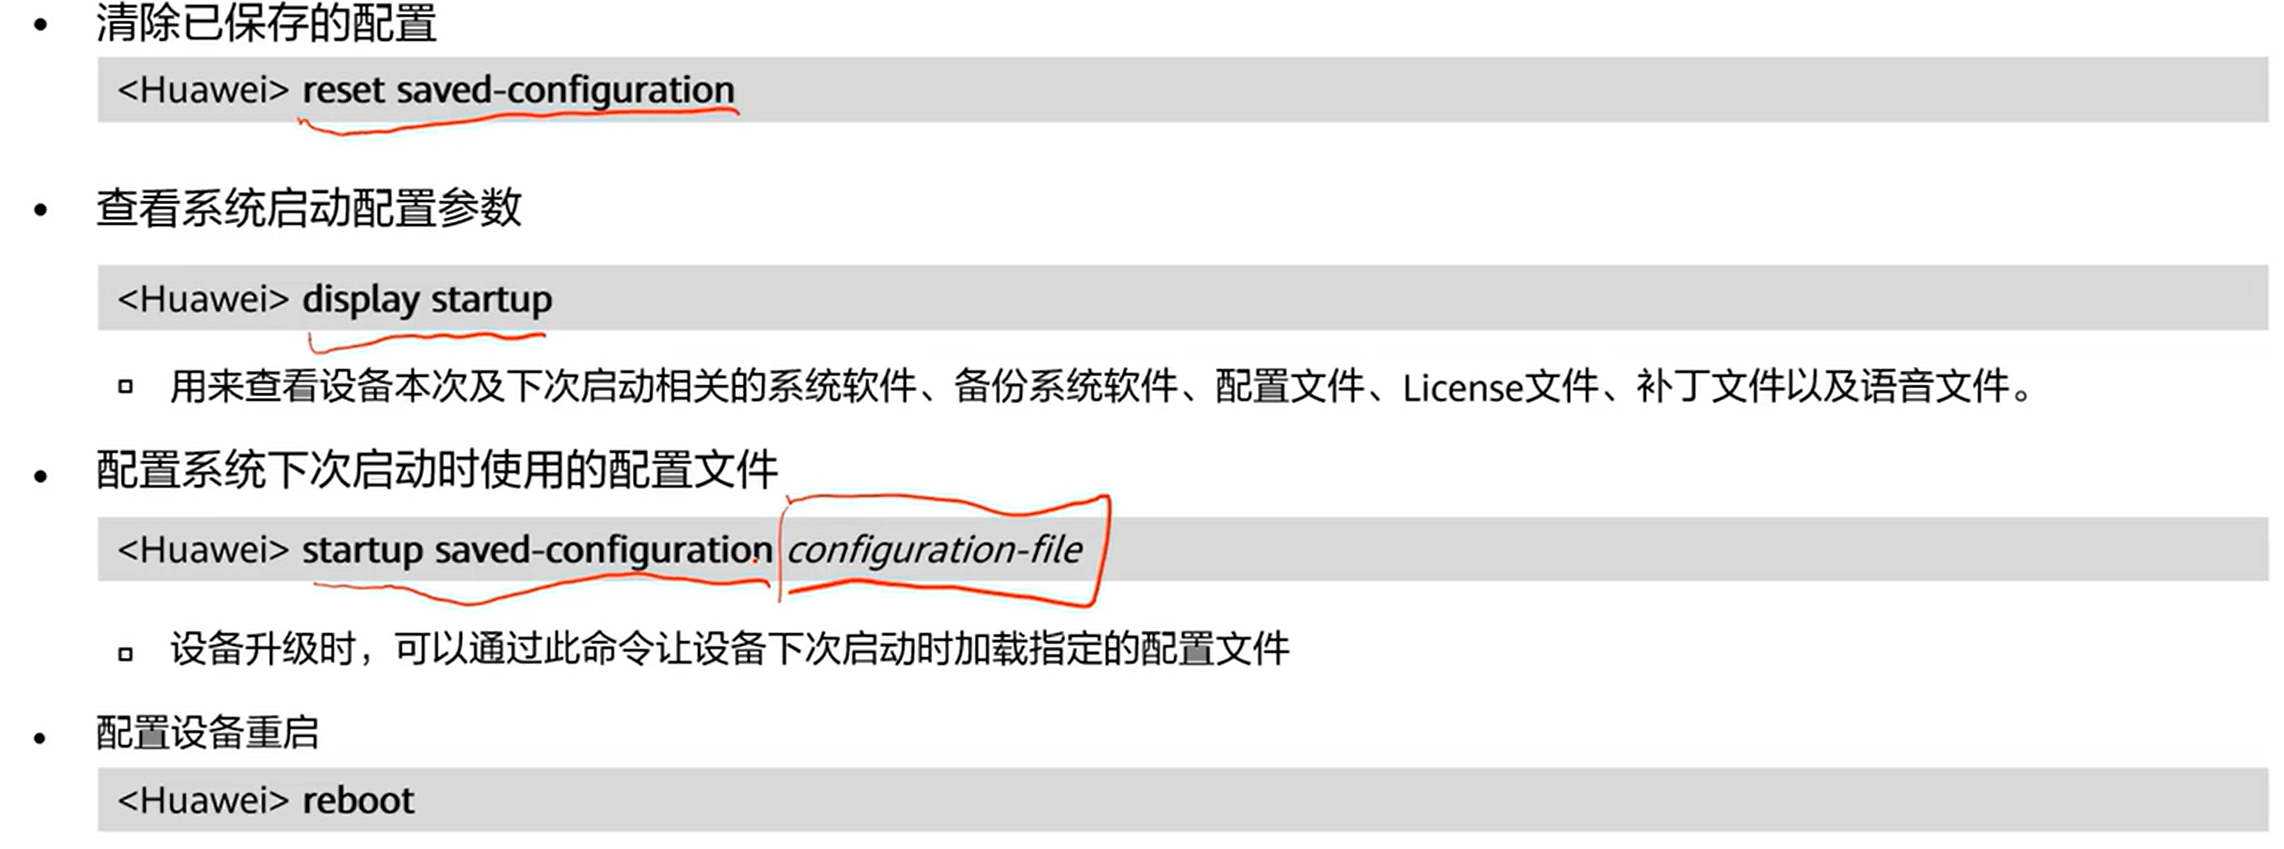 • 清除已保存的配置
<Huawei> reset saved-configuration
• 查看系统启动配置参数
<Huawei> display startup
▫ 用来查看设备本次及下次启动相关的系统软件、备份系统软件、配置文件、License文件、补丁文件以及语音文件。
• 配置系统下次启动时使用的配置文件
<Huawei> startup saved-configuration configuration-file
▫ 设备升级时，可以通过此命令让设备下次启动时加载指定的配置文件
• 配置设备重启
<Huawei> reboot